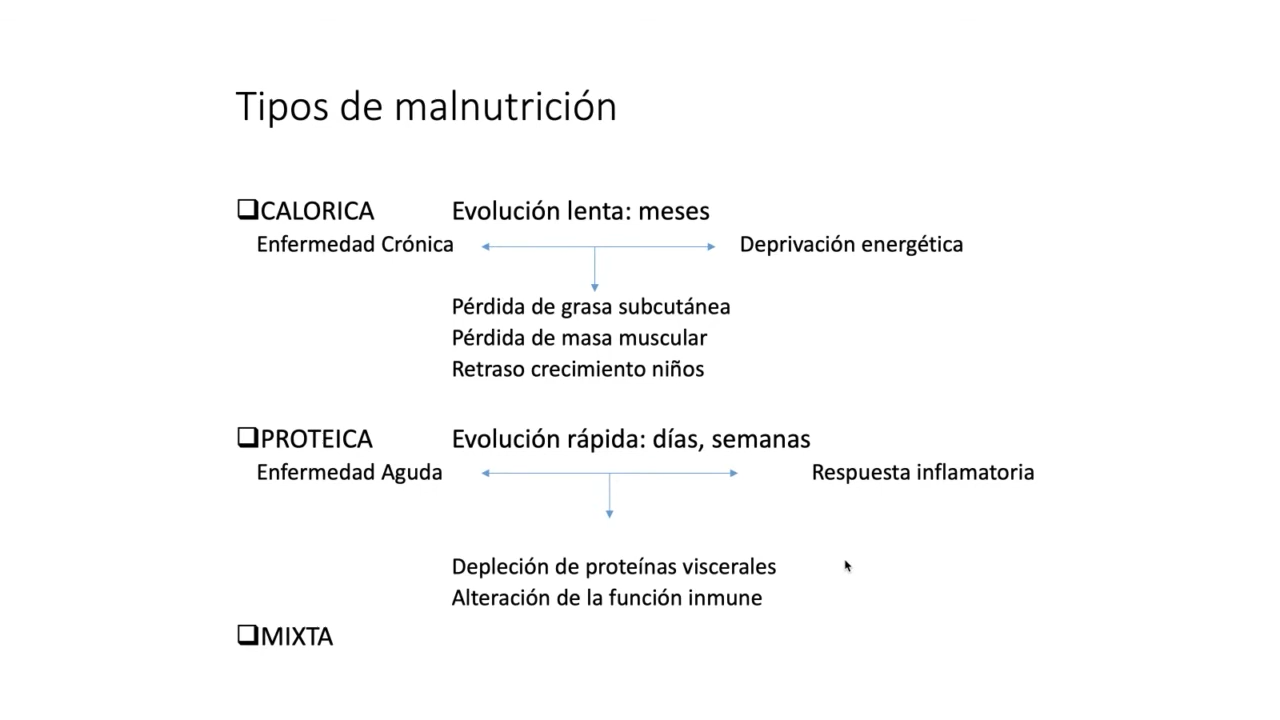 Tipos de malnutrición
❑CALORICA Evolución lenta: meses
Enfermedad Crónica Deprivación energética
Pérdida de grasa subcutánea
Pérdida de masa muscular
Retraso crecimiento niños
❑PROTEICA Evolución rápida: días, semanas
Enfermedad Aguda Respuesta inflamatoria
Depleción de proteínas viscerales
Alteración de la función inmune
❑MIXTA